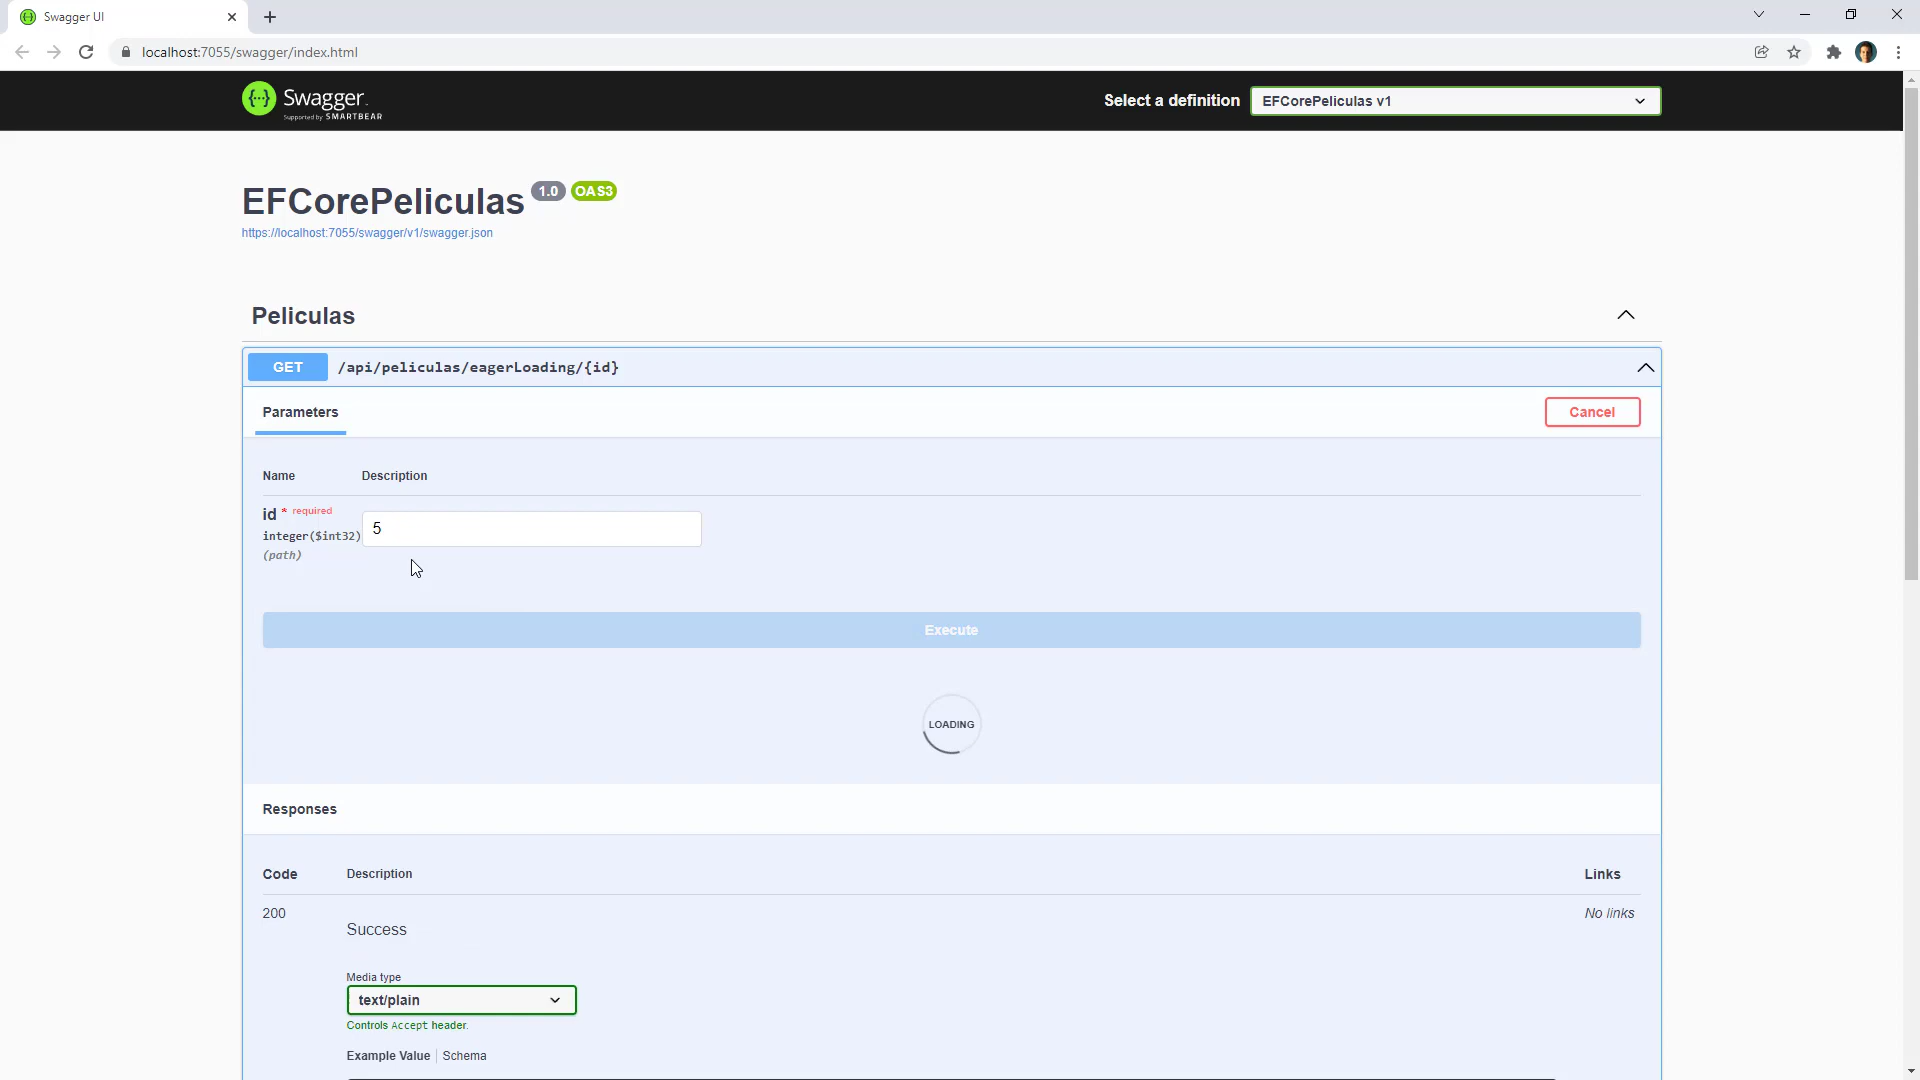 Swagger UI
localhost:7055/swagger/index.html
Swagger.
Supported by SMARTBEAR
Select a definition
EFCorePeliculas v1
EFCorePeliculas 1.0 OAS3
https://localhost:7055/swagger/v1/swagger.json
Peliculas
GET /api/peliculas/eagerLoading/{id}
Parameters
Cancel
Name Description
id * required
integer($int32)
(path)
5
Execute
LOADING
Responses
Code Description Links
200
Success
No links
Media type
text/plain
Controls Accept header.
Example Value Schema